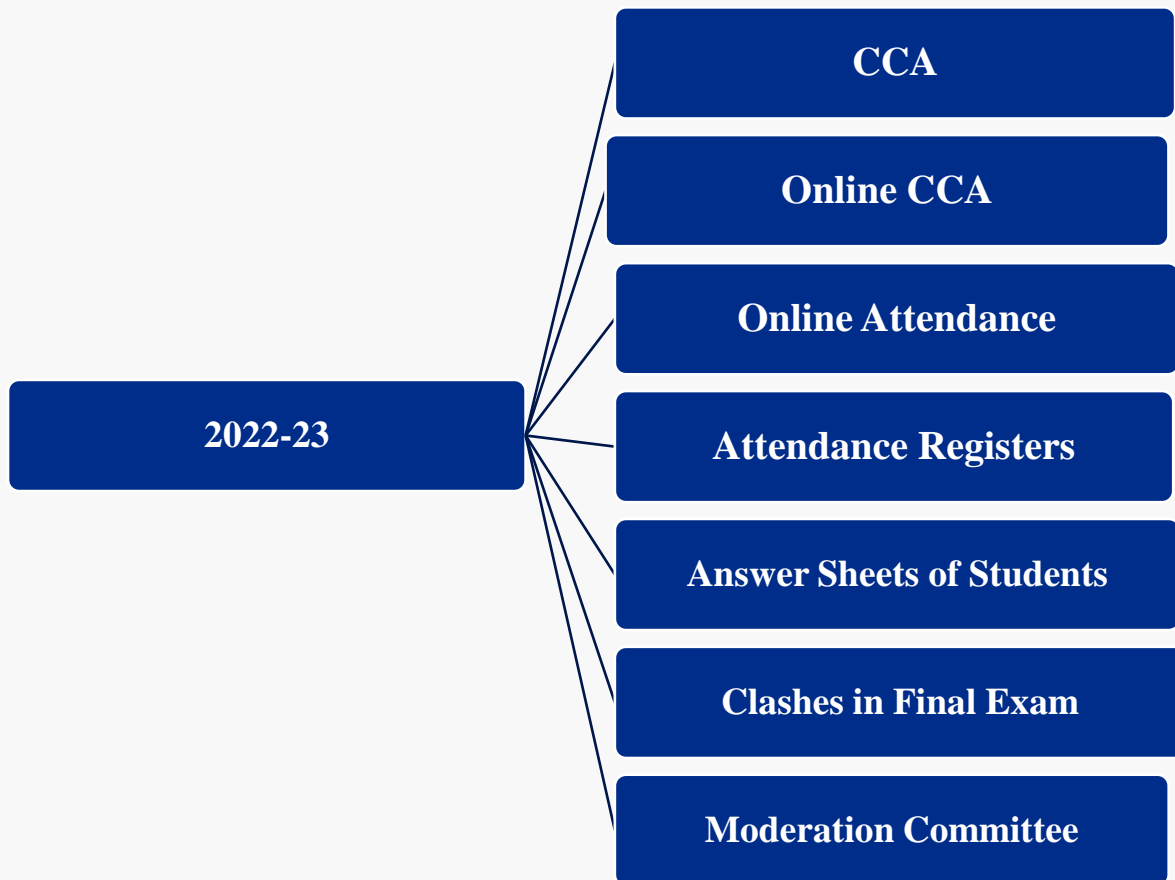 CCA
Online CCA
Online Attendance
2022-23
Attendance Registers
Answer Sheets of Students
Clashes in Final Exam
Moderation Committee